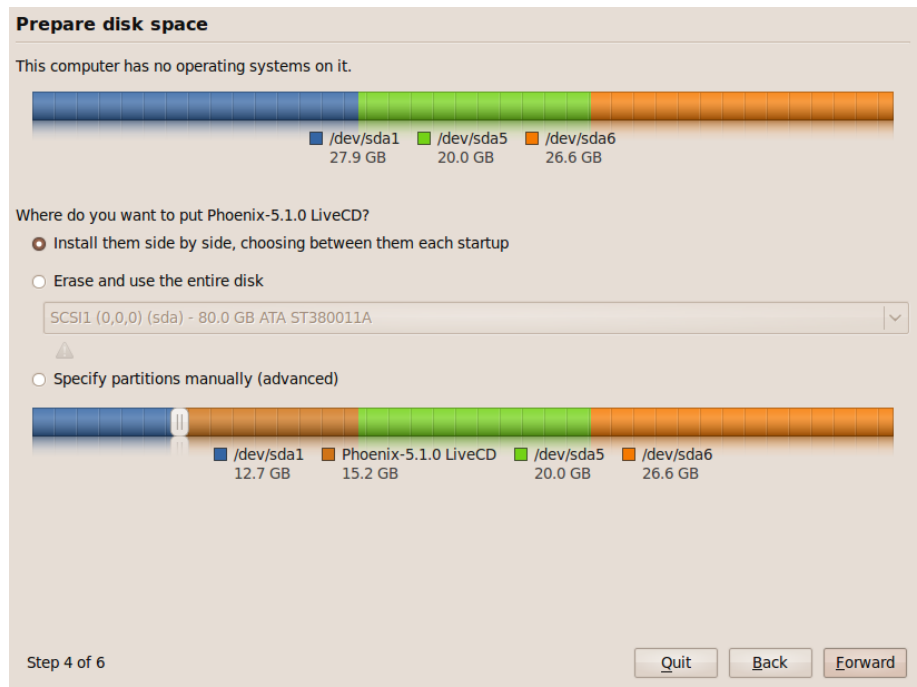 Prepare disk space
This computer has no operating systems on it.
/dev/sda1 /dev/sda5 /dev/sda6
27.9 GB 20.0 GB 26.6 GB
Where do you want to put Phoenix-5.1.0 LiveCD?
Install them side by side, choosing between them each startup
Erase and use the entire disk
SCSI1 (0,0,0) (sda) - 80.0 GB ATA ST380011A
Specify partitions manually (advanced)
/dev/sda1 Phoenix-5.1.0 LiveCD /dev/sda5 /dev/sda6
12.7 GB 15.2 GB 20.0 GB 26.6 GB
Step 4 of 6 Quit Back Forward